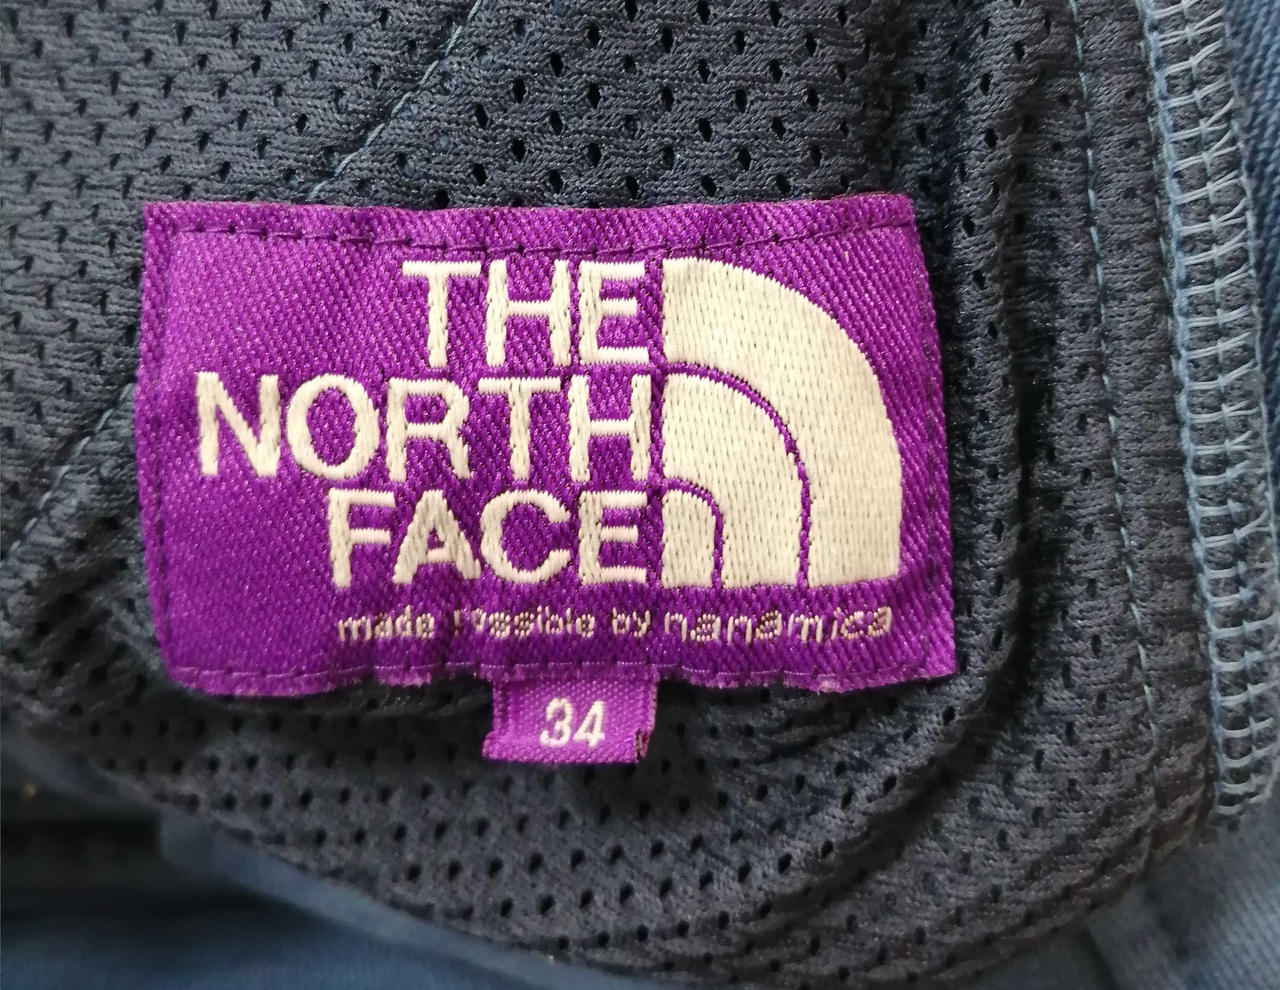 THE
NORTH
FACE
made possible by nanamica
34